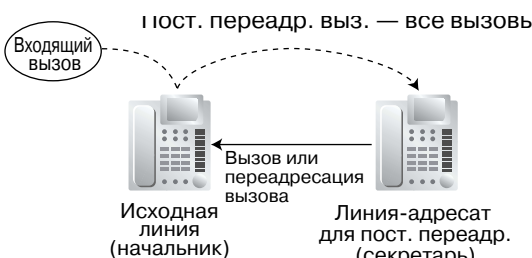 Пост. переадр. выз. — все вызовы
Входящий
вызов
Вызов или
переадресация
вызова
Исходная
линия
(начальник)
Линия-адресат
для пост. переадр.
(секретарь)